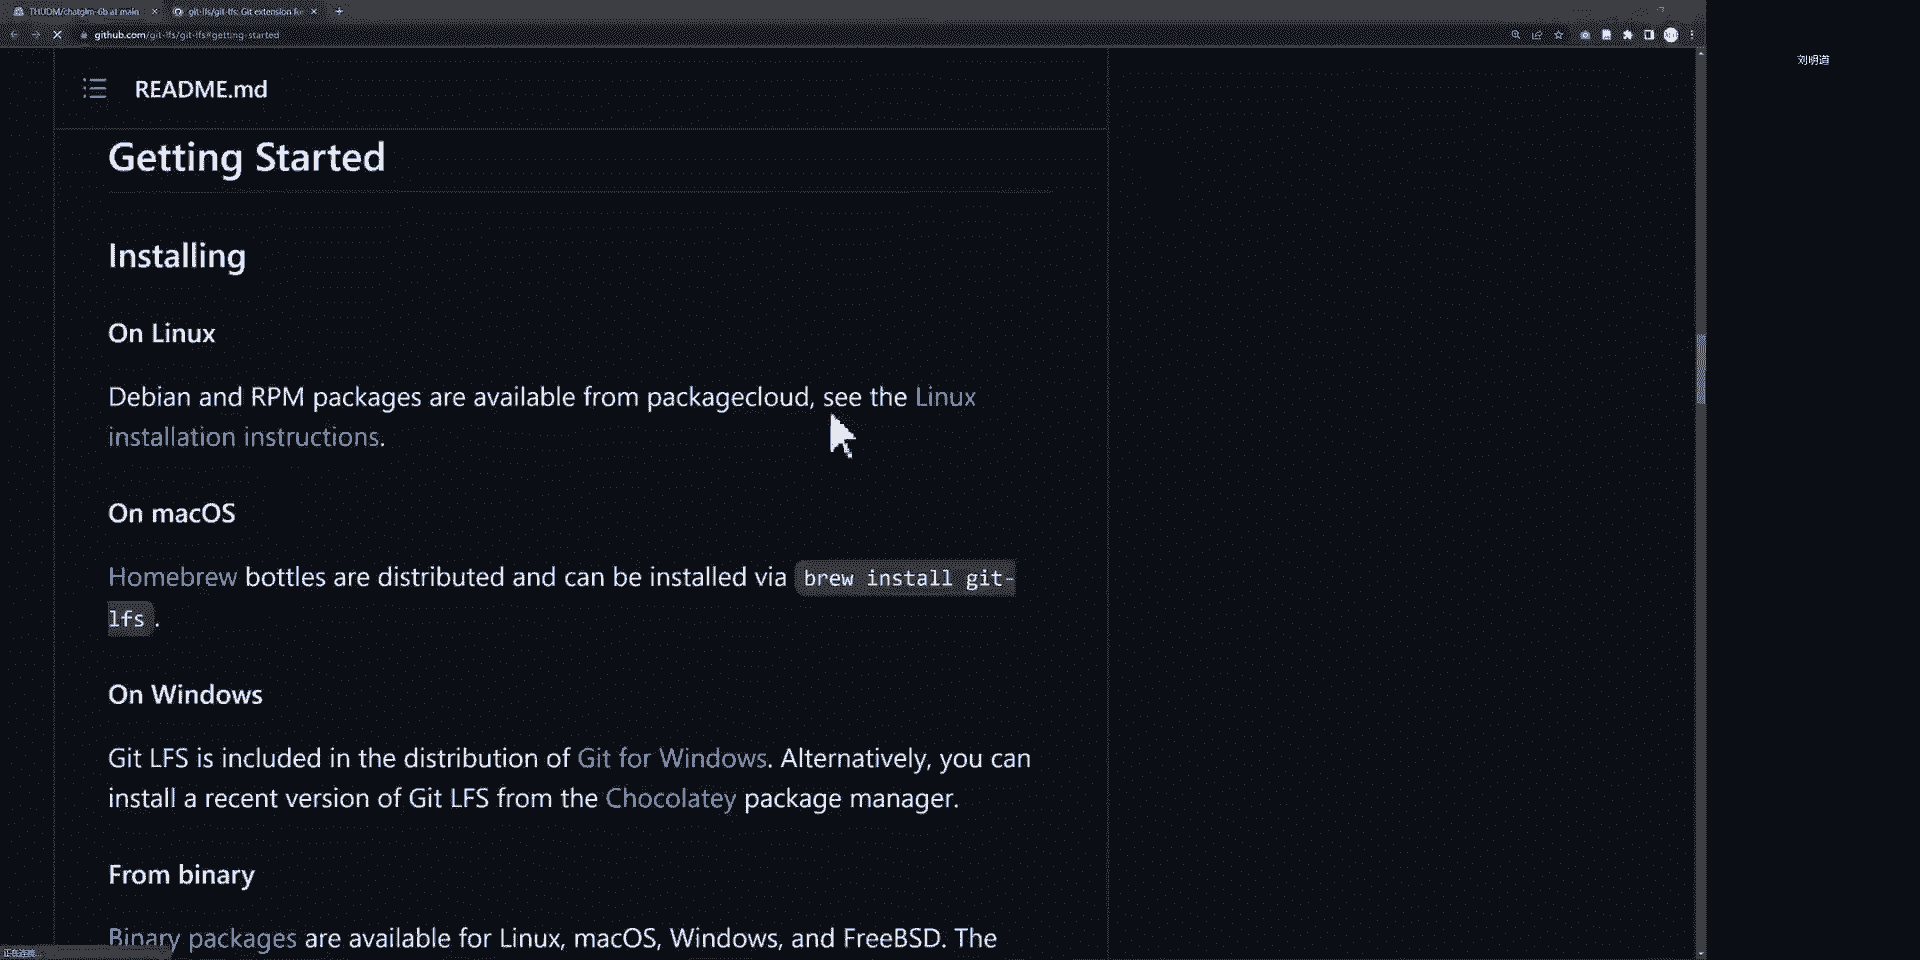 THUDM/chatglm-6b at main
git-lfs/git-lfs: Git extension for
github.com/git-lfs/git-lfs#getting-started
刘明道
README.md
Getting Started
Installing
On Linux
Debian and RPM packages are available from packagecloud, see the Linux
installation instructions.
On macOS
Homebrew bottles are distributed and can be installed via brew install git-
lfs .
On Windows
Git LFS is included in the distribution of Git for Windows. Alternatively, you can
install a recent version of Git LFS from the Chocolatey package manager.
From binary
Binary packages are available for Linux, macOS, Windows, and FreeBSD. The
正在连接...